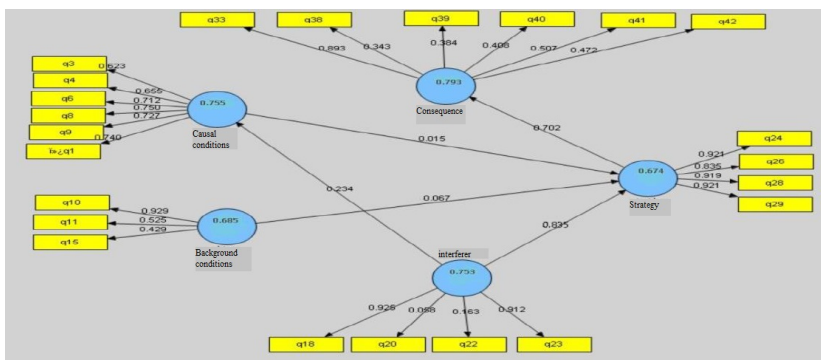 q33
q38
q39
q40
q41
q42
0.893
0.343
0.384
0.408
0.507
0.472
0.793
Consequence
q3
q4
q6
q8
q9
ï»¿q1
0.623
0.655
0.712
0.750
0.727
0.740
0.755
Causal
conditions
0.015
0.702
q24
q26
q28
q29
0.921
0.835
0.919
0.921
0.674
Strategy
0.234
0.067
0.835
q10
q11
q15
0.929
0.525
0.429
0.685
Background
conditions
interferer
0.753
0.163
0.912
q18
q20
q22
q23